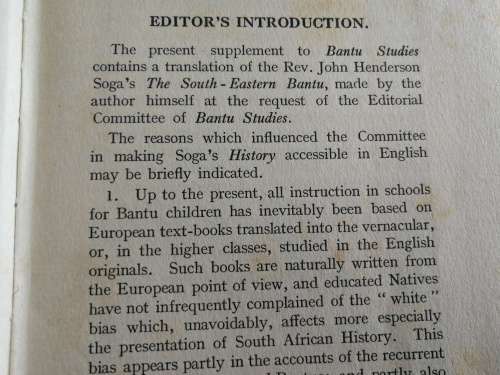 EDITOR'S INTRODUCTION.
The present supplement to Bantu Studies
contains a translation of the Rev. John Henderson
Soga's The South-Eastern Bantu, made by the
author himself at the request of the Editorial
Committee of Bantu Studies.
The reasons which influenced the Committee
in making Soga's History accessible in English
may be briefly indicated.
1. Up to the present, all instruction in schools
for Bantu children has inevitably been based on
European text-books translated into the vernacular,
or, in the higher classes, studied in the English
originals. Such books are naturally written from
the European point of view, and educated Natives
have not infrequently complained of the “white”
bias which, unavoidably, affects more especially
the presentation of South African History. This
bias appears partly in the accounts of the recurrent
and partly also